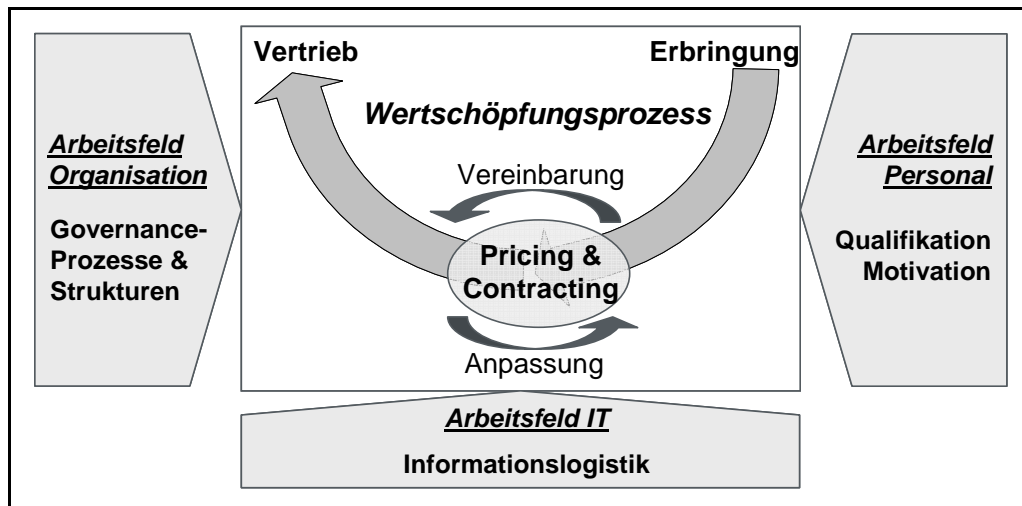 Vertrieb
Erbringung
Wertschöpfungsprozess
Vereinbarung
Pricing &
Contracting
Anpassung
Arbeitsfeld
Organisation
Governance-
Prozesse &
Strukturen
Arbeitsfeld
Personal
Qualifikation
Motivation
Arbeitsfeld IT
Informationslogistik